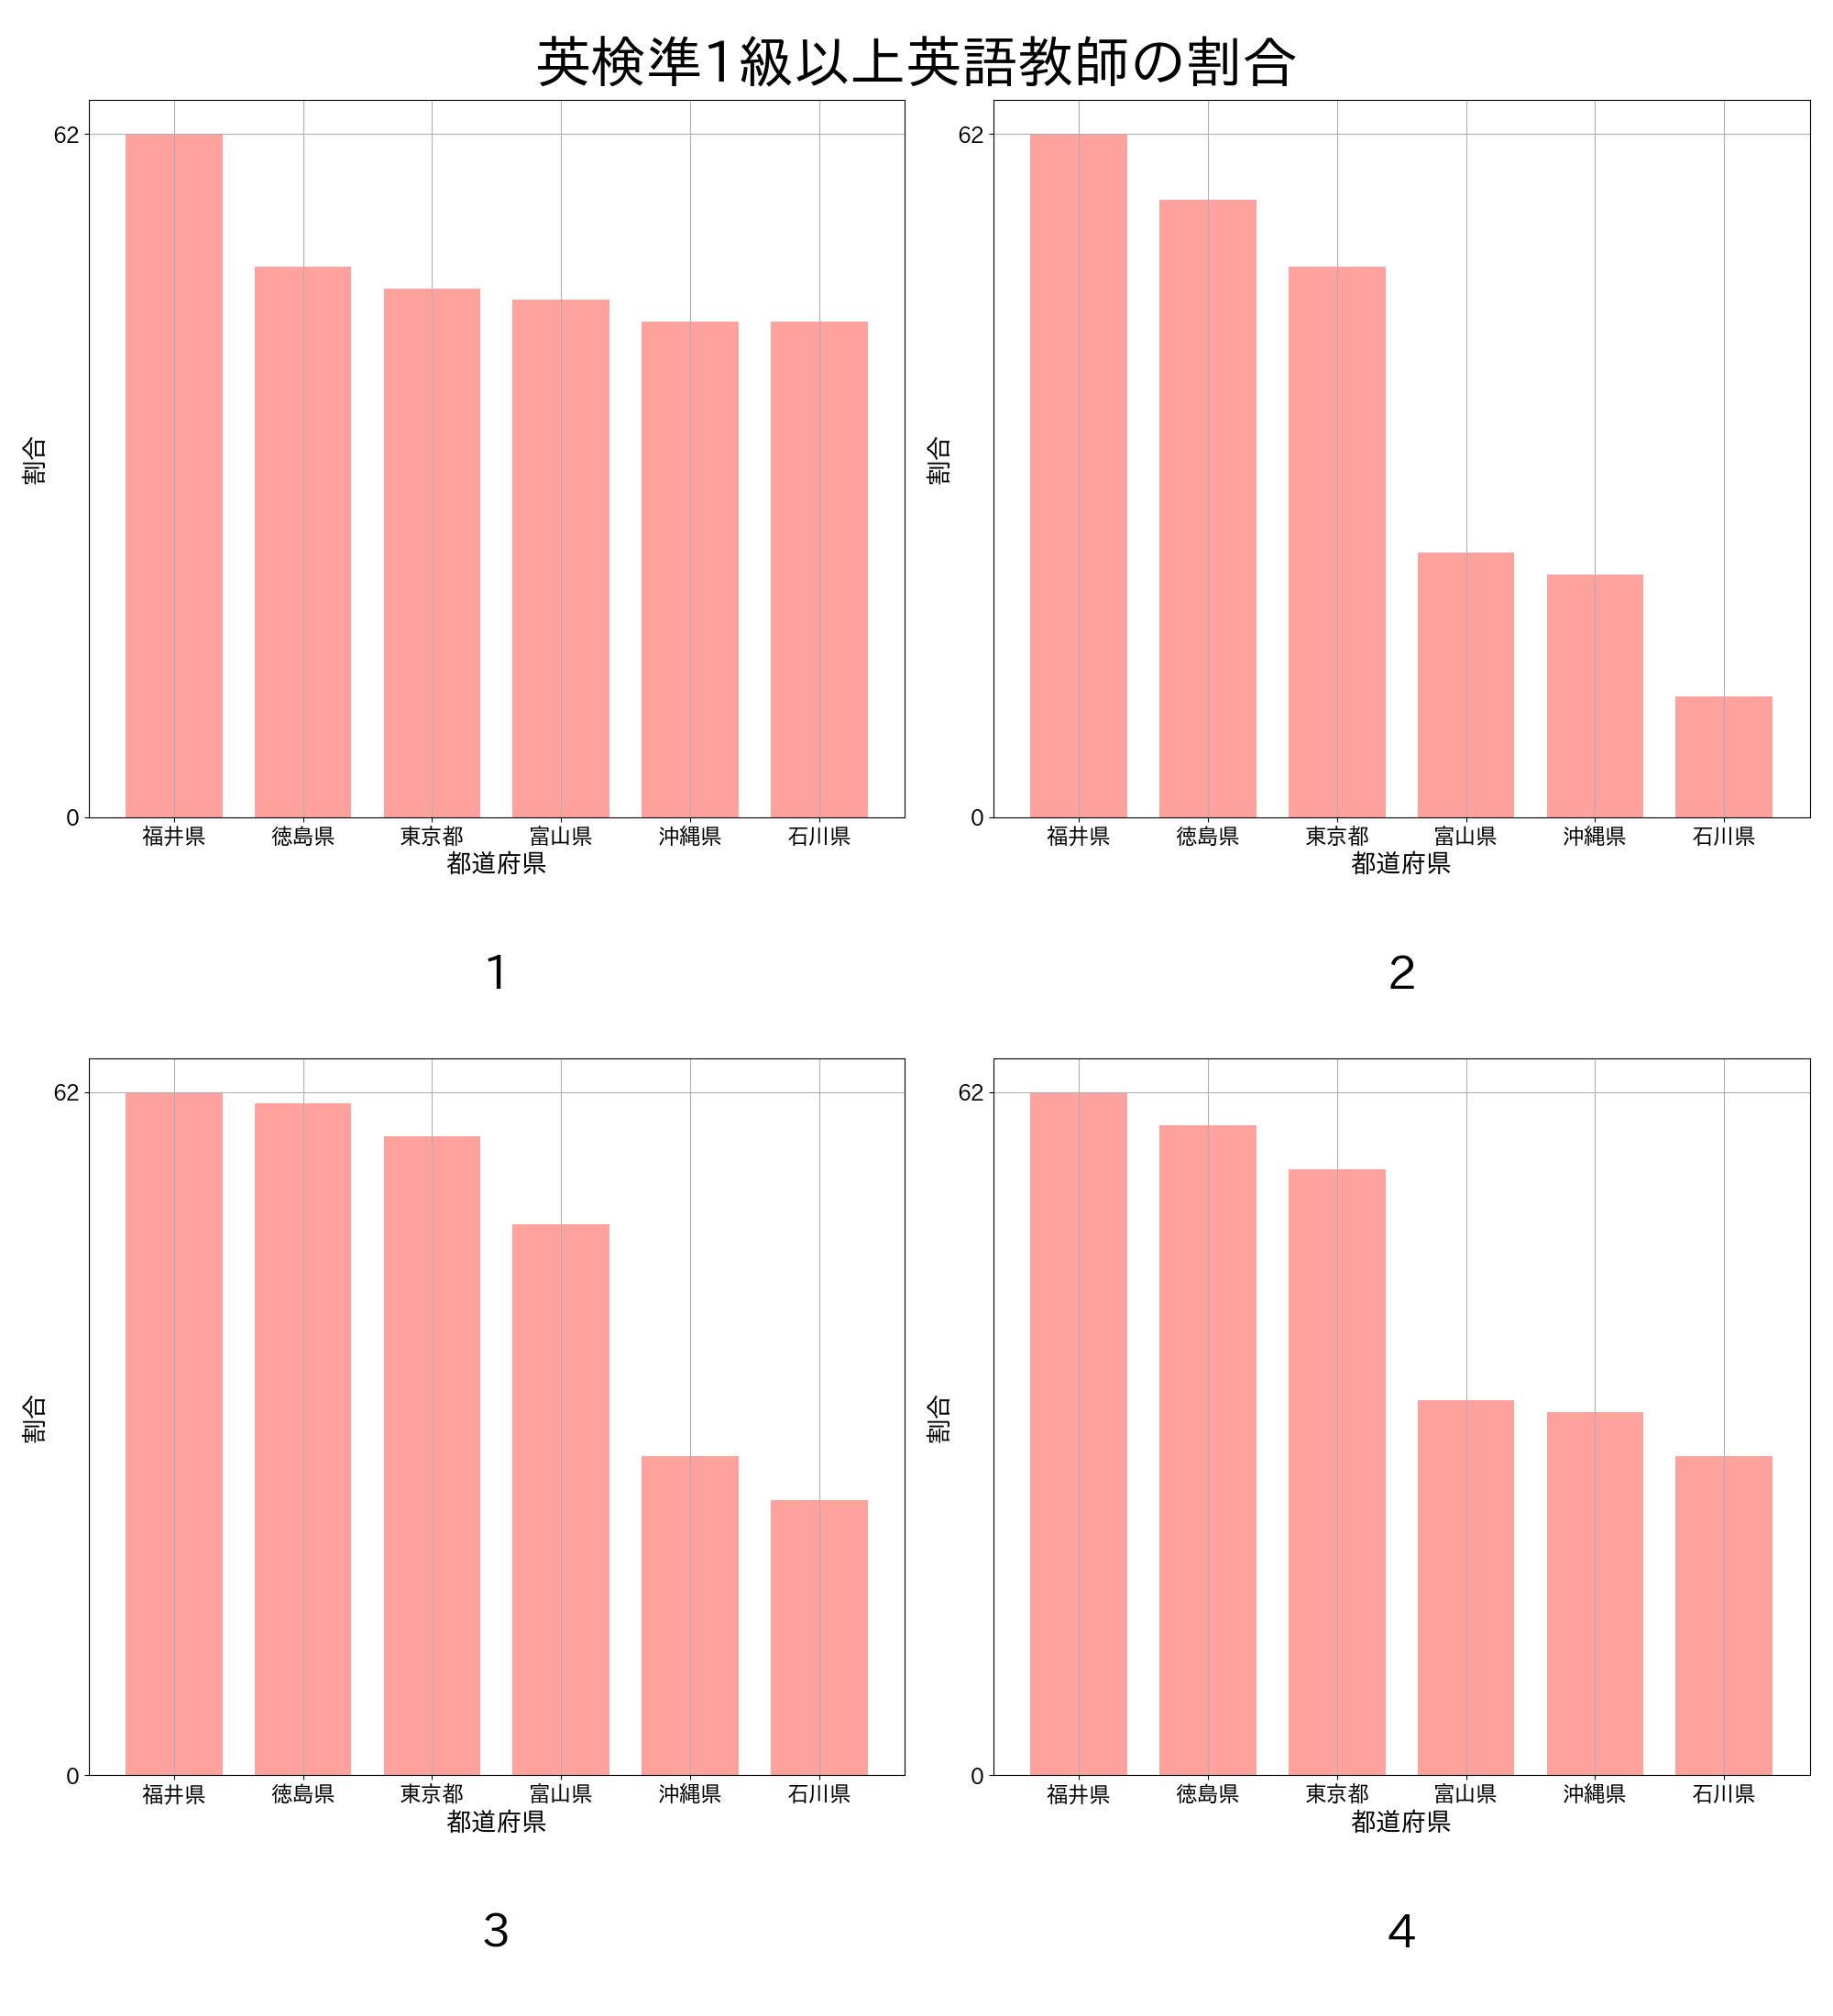 英検準1級以上英語教師の割合
62
0
割合
福井県 徳島県 東京都 富山県 沖縄県 石川県
都道府県
1
62
0
割合
福井県 徳島県 東京都 富山県 沖縄県 石川県
都道府県
2
62
0
割合
福井県 徳島県 東京都 富山県 沖縄県 石川県
都道府県
3
62
0
割合
福井県 徳島県 東京都 富山県 沖縄県 石川県
都道府県
4